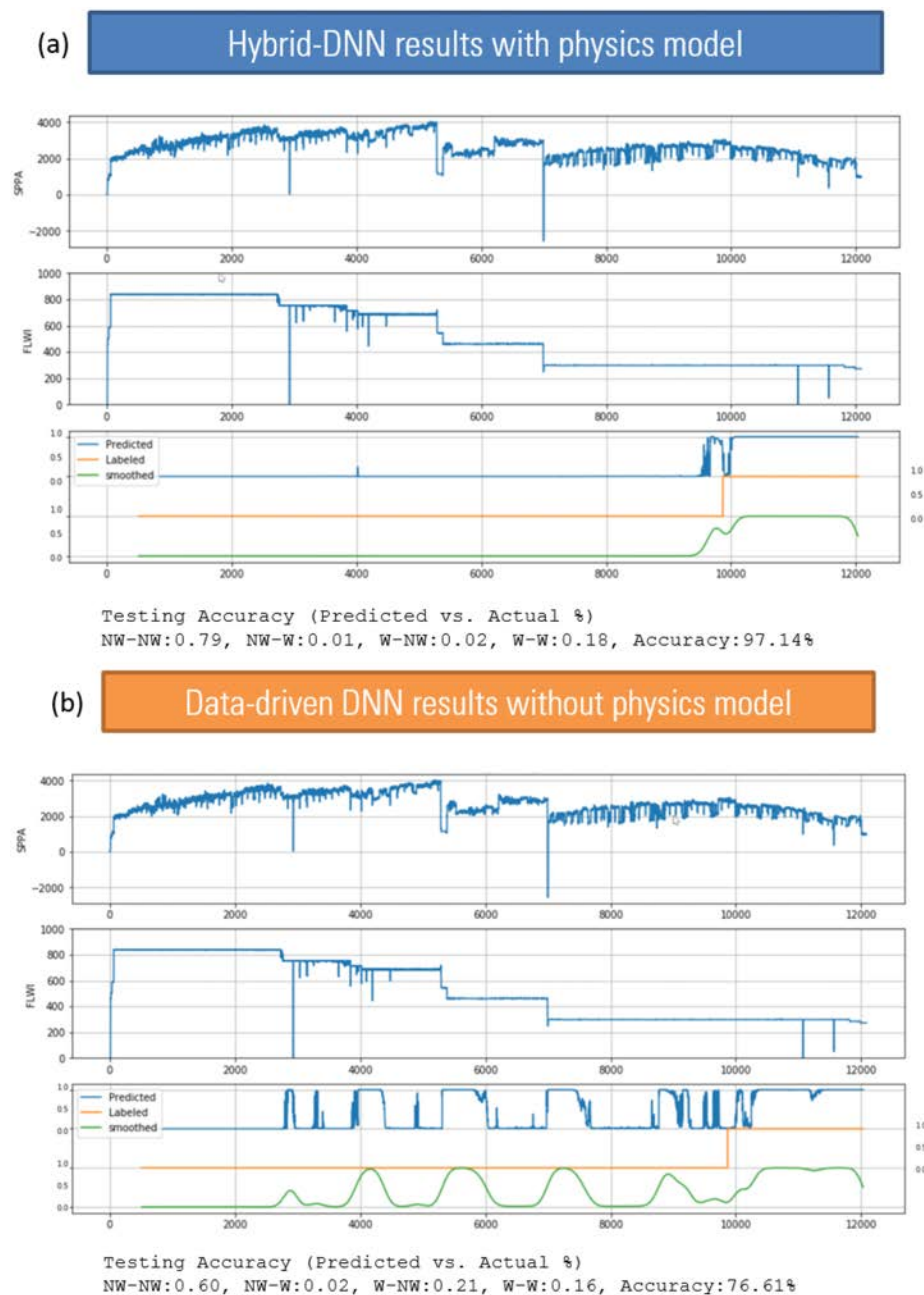 (a)
Hybrid-DNN results with physics model
4000
2000
0
−2000
SPPA
0 2000 4000 6000 8000 10000 12000
1000
800
600
400
200
0
FLWI
0 2000 4000 6000 8000 10000 12000
1.0
0.5
0.0
Predicted
Labeled
smoothed
1.0
0.5
0.0
1.0
0.5
0.0
0 2000 4000 6000 8000 10000 12000
Testing Accuracy (Predicted vs. Actual %)
NW-NW:0.79, NW-W:0.01, W-NW:0.02, W-W:0.18, Accuracy:97.14%
(b)
Data-driven DNN results without physics model
4000
2000
0
−2000
SPPA
0 2000 4000 6000 8000 10000 12000
1000
800
600
400
200
0
FLWI
0 2000 4000 6000 8000 10000 12000
1.0
0.5
0.0
Predicted
Labeled
smoothed
1.0
0.5
0.0
1.0
0.5
0.0
0 2000 4000 6000 8000 10000 12000
Testing Accuracy (Predicted vs. Actual %)
NW-NW:0.60, NW-W:0.02, W-NW:0.21, W-W:0.16, Accuracy:76.61%